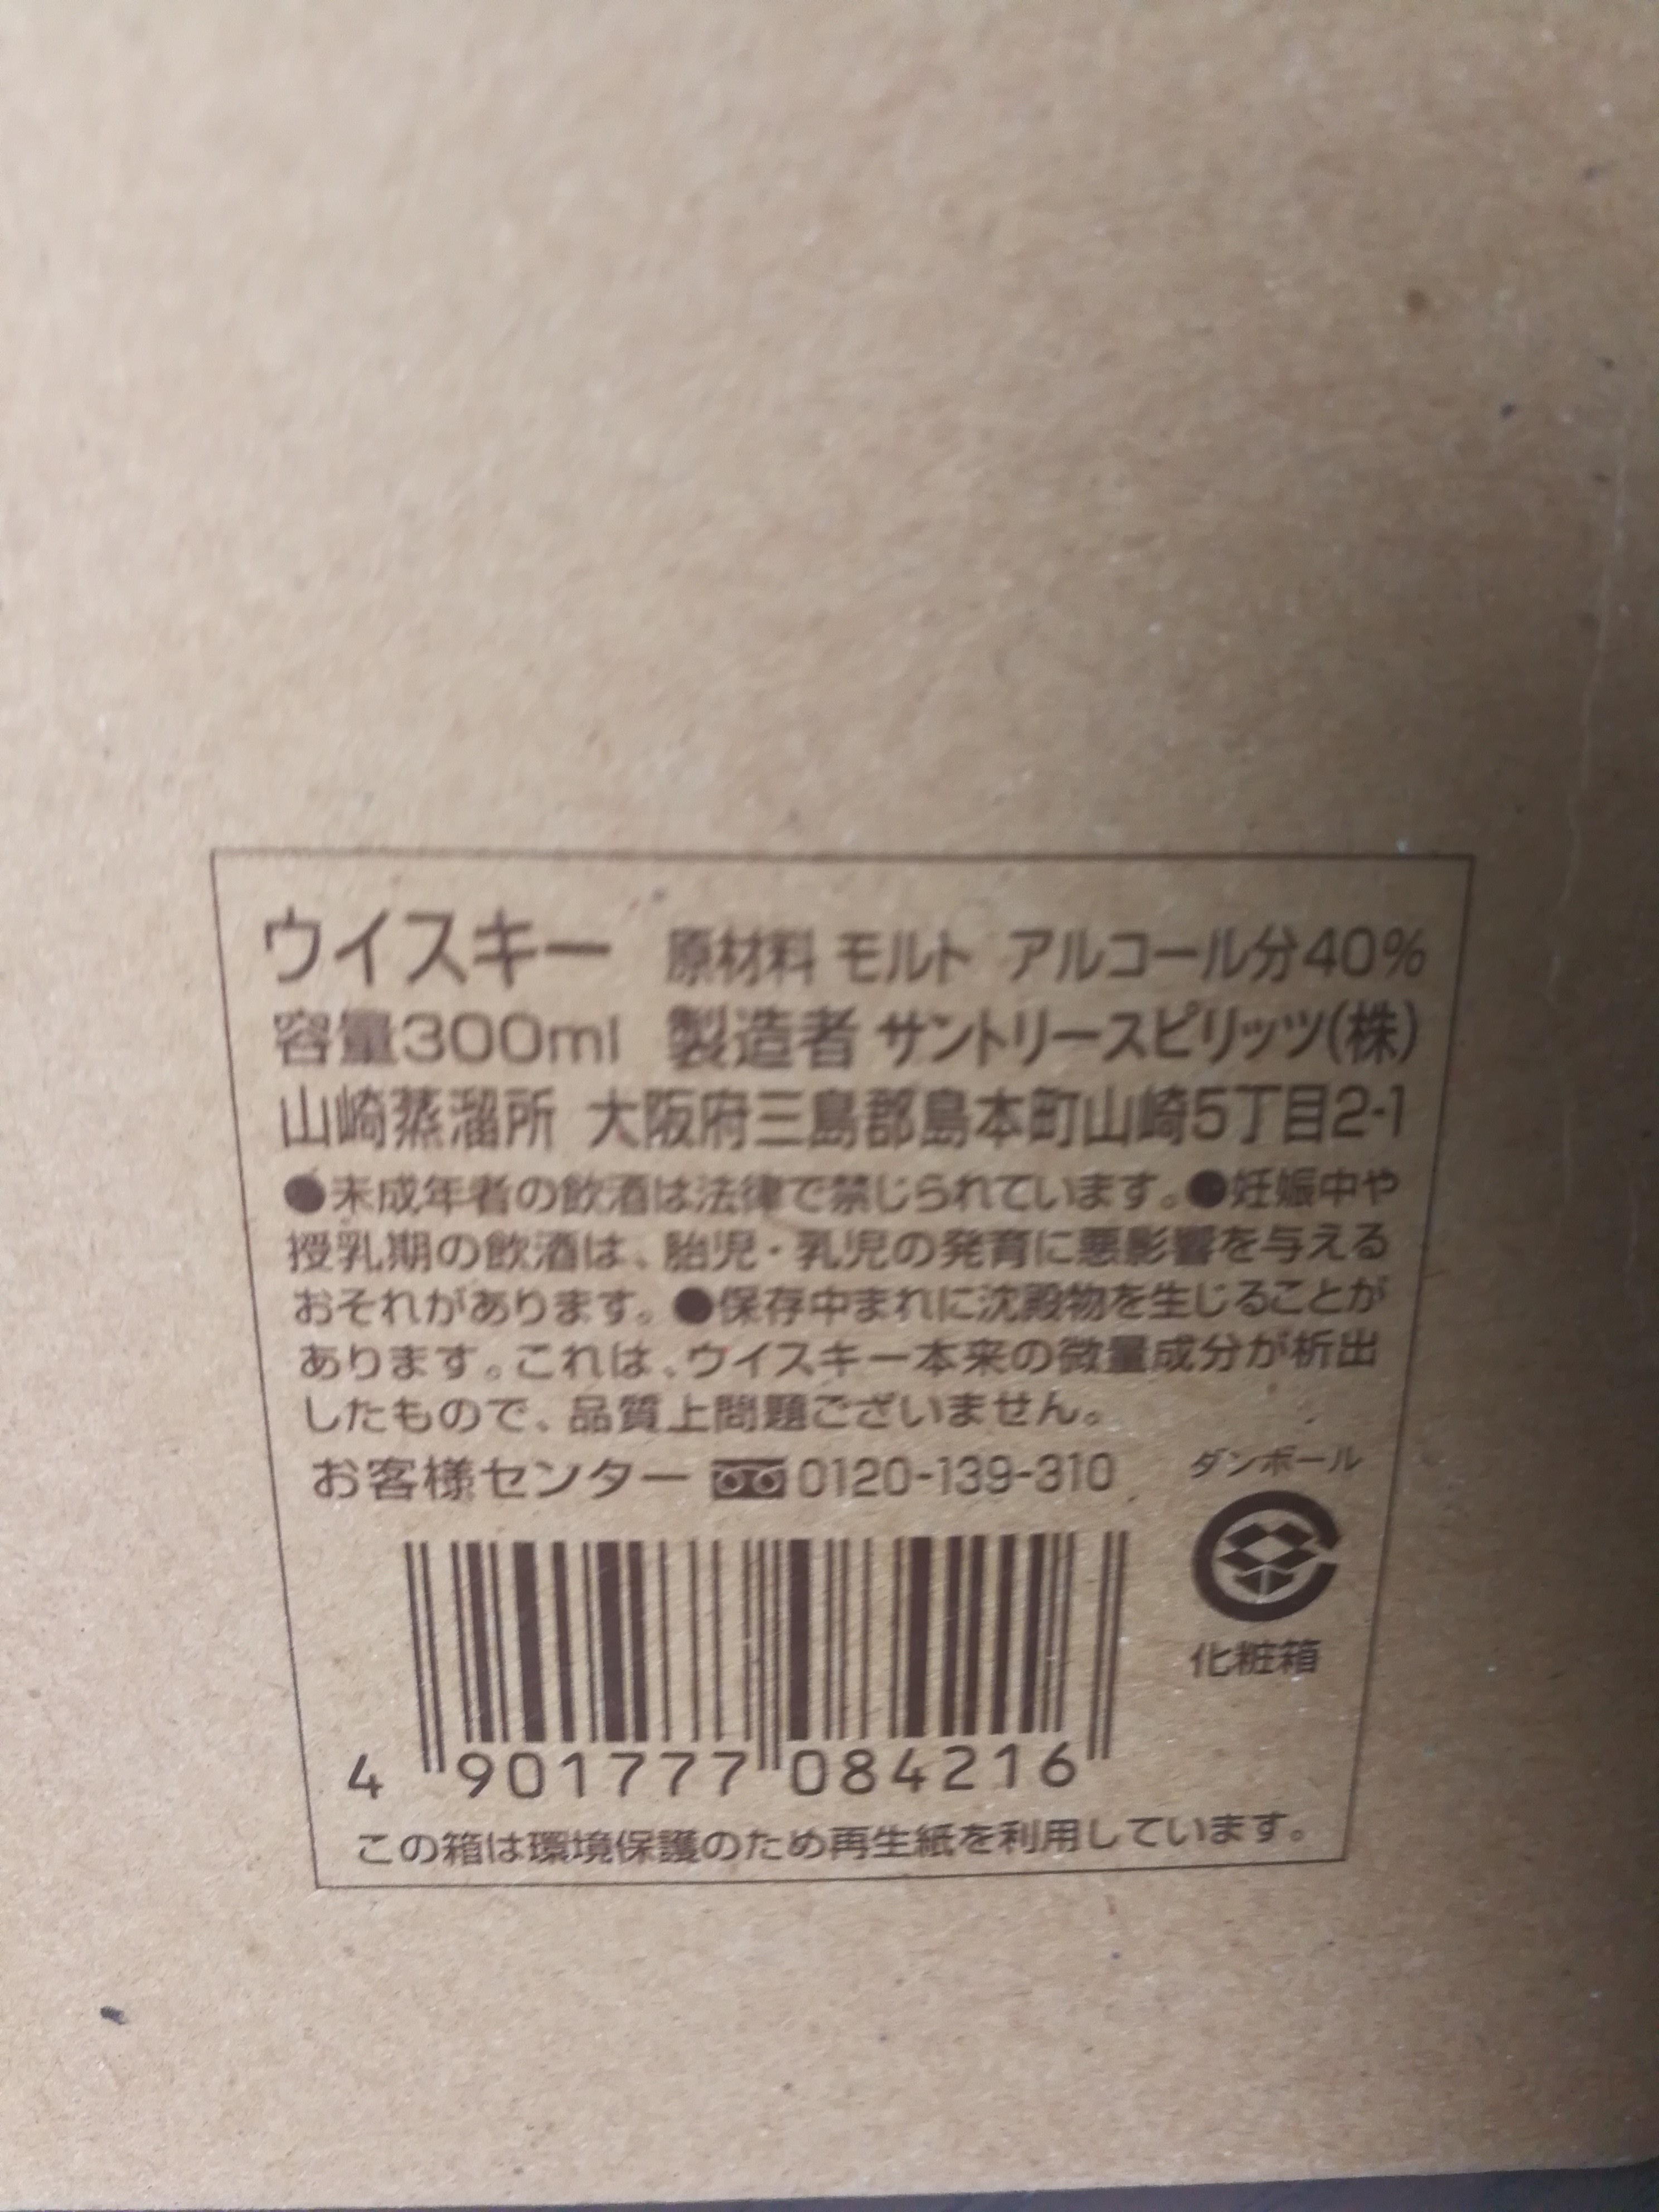 ウイスキー 原材料 モルト アルコール分40%
容量300ml 製造者 サントリースピリッツ(株)
山崎蒸溜所 大阪府三島郡島本町山崎5丁目2-1
●未成年者の飲酒は法律で禁じられています。●妊娠中や
授乳期の飲酒は、胎児・乳児の発育に悪影響を与える
おそれがあります。●保存中まれに沈殿物を生じることが
あります。これは、ウイスキー本来の微量成分が析出
したもので、品質上問題ございません。
お客様センター 0120-139-310
ダンボール
化粧箱
4 901777 084216
この箱は環境保護のため再生紙を利用しています。